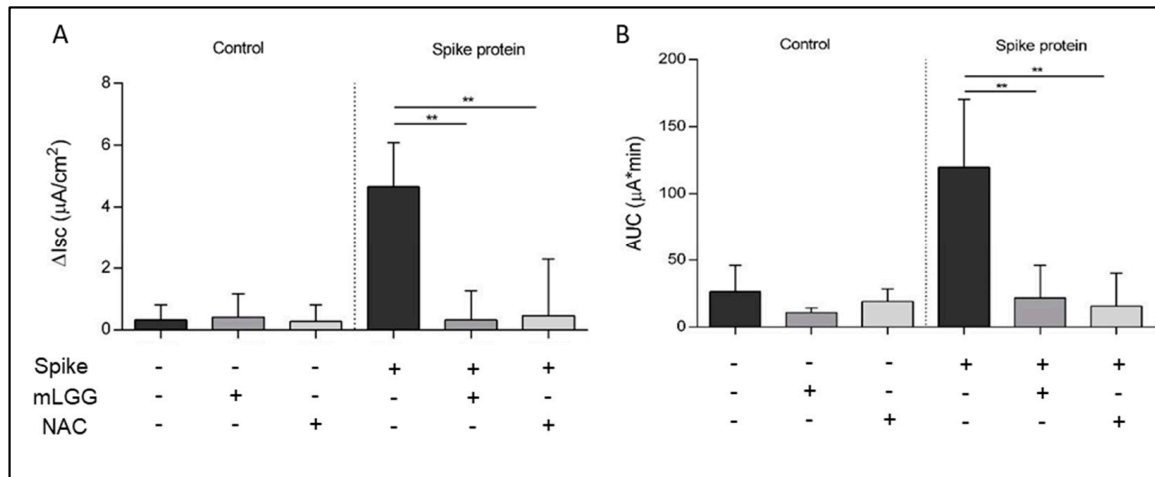 A
Control
Spike protein
8
6
4
2
0
ΔIsc (µA/cm²)
**
**
Spike - - - + + +
mLGG - + - - + -
NAC - - + - - +
B
Control
Spike protein
200
150
100
50
0
AUC (µA*min)
**
**
- - - + + +
- + - - + -
- - + - - +